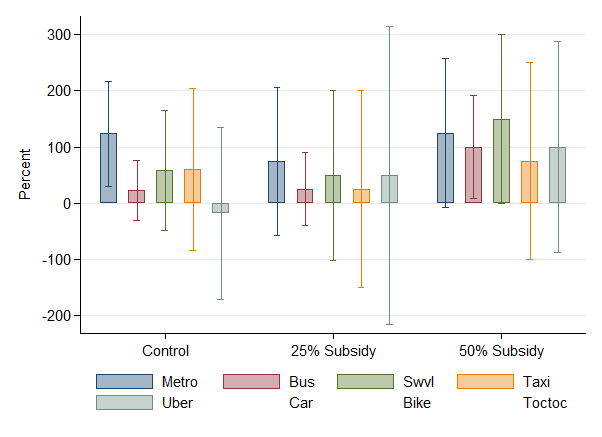 300
200
100
0
-100
-200
Percent
Control 25% Subsidy 50% Subsidy
Metro Bus Swvl Taxi
Uber Car Bike Toctoc